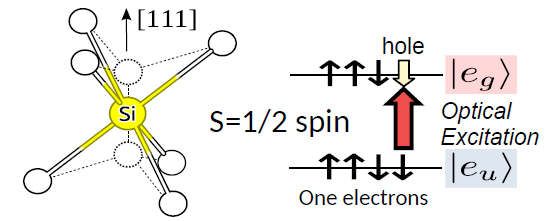 [111]
Si
S=1/2 spin
hole
↑↑↓
|e_g⟩
Optical
Excitation
↑↑↓↓
|e_u⟩
One electrons